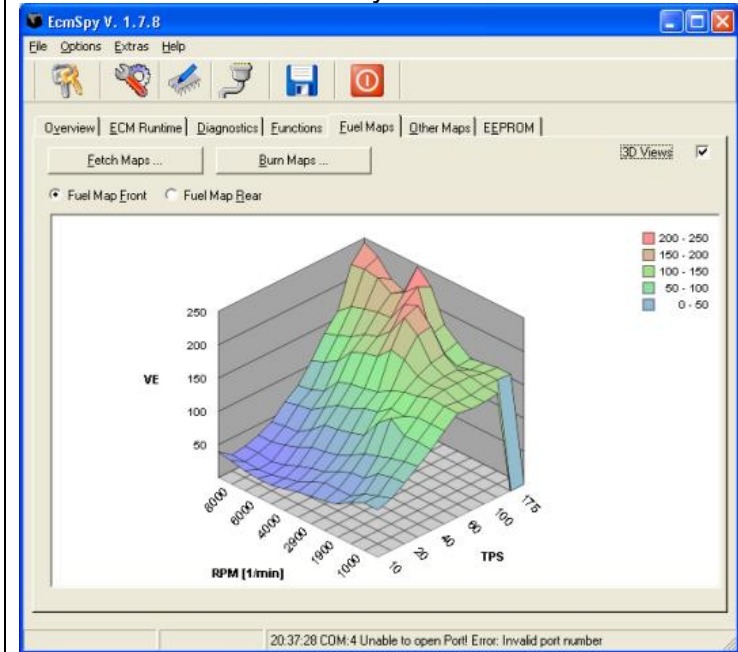 EcmSpy V. 1.7.8
File Options Extras Help
Overview ECM Runtime Diagnostics Functions Fuel Maps Other Maps EEPROM
Fetch Maps ... Burn Maps ... 3D Views
Fuel Map Front Fuel Map Rear
200 - 250
150 - 200
100 - 150
50 - 100
0 - 50
250
200
VE 150
100
50
8000 6000 4000 2900 1900 1000
10 20 40 60 80 100 175
RPM [1/min] TPS
20:37:28 COM:4 Unable to open Port! Error: Invalid port number